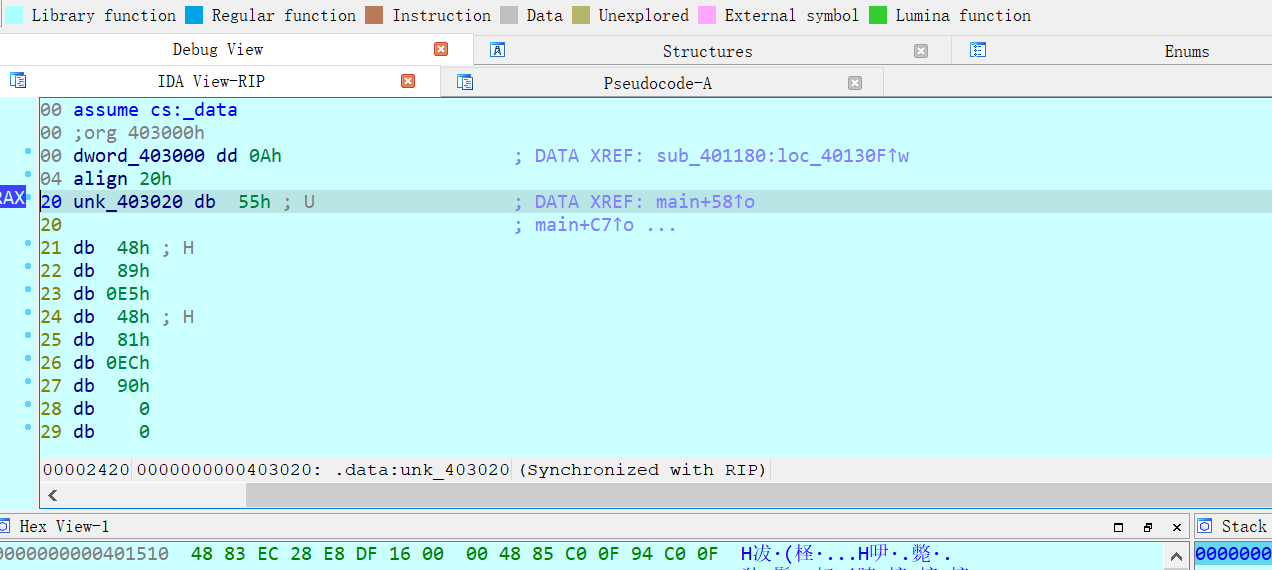 Library function Regular function Instruction Data Unexplored External symbol Lumina function
Debug View Structures Enums
IDA View-RIP Pseudocode-A
00 assume cs:_data
00 ;org 403000h
00 dword_403000 dd 0Ah ; DATA XREF: sub_401180:loc_40130F↑w
04 align 20h
RAX 20 unk_403020 db 55h ; U ; DATA XREF: main+58↑o
20 ; main+C7↑o ...
21 db 48h ; H
22 db 89h
23 db 0E5h
24 db 48h ; H
25 db 81h
26 db 0ECh
27 db 90h
28 db 0
29 db 0
00002420 0000000000403020: .data:unk_403020 (Synchronized with RIP)
Hex View-1 Stack
0000000000401510 48 83 EC 28 E8 DF 16 00 00 48 85 C0 0F 94 C0 0F
0000000